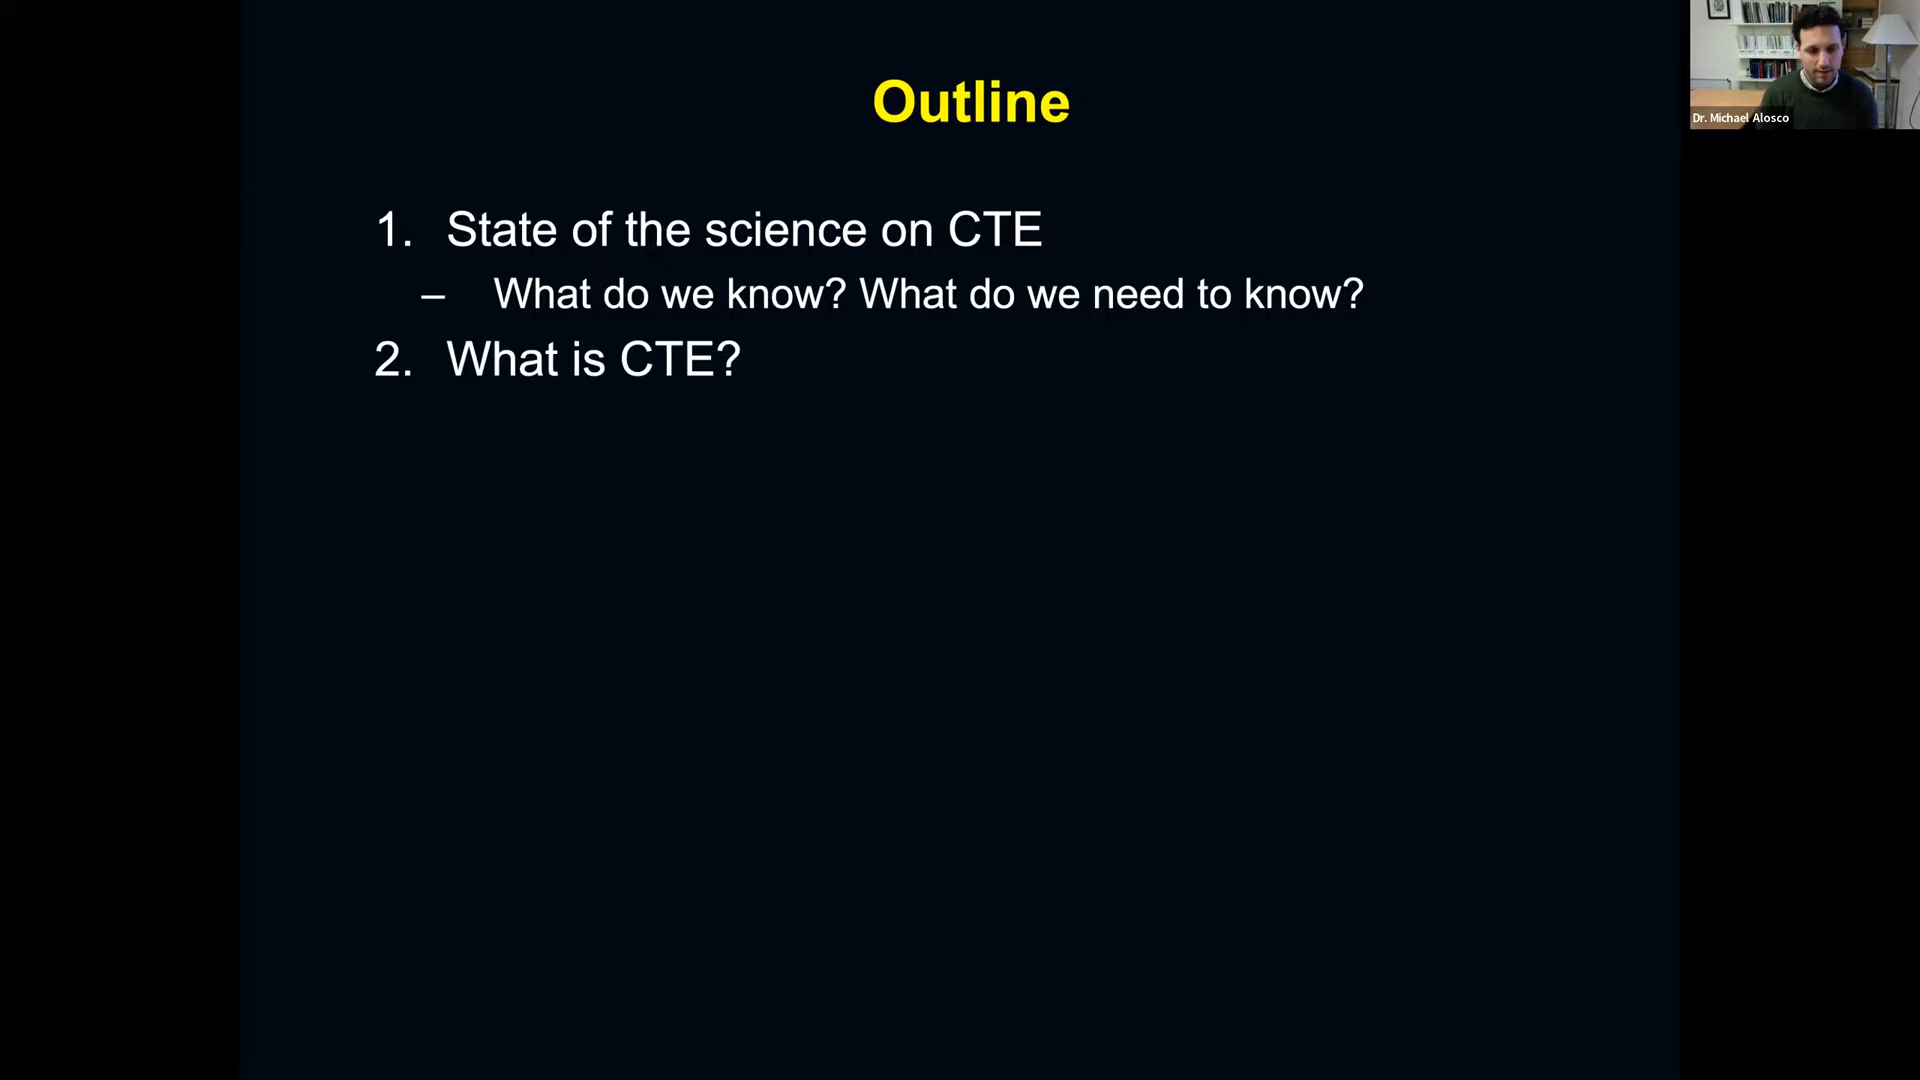 Outline
1. State of the science on CTE
– What do we know? What do we need to know?
2. What is CTE?
Dr. Michael Alosco